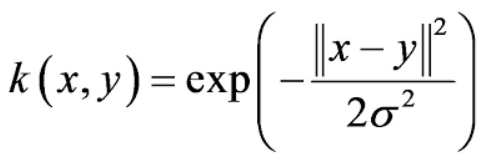 k(x, y) = exp(-‖x - y‖² / 2σ²)